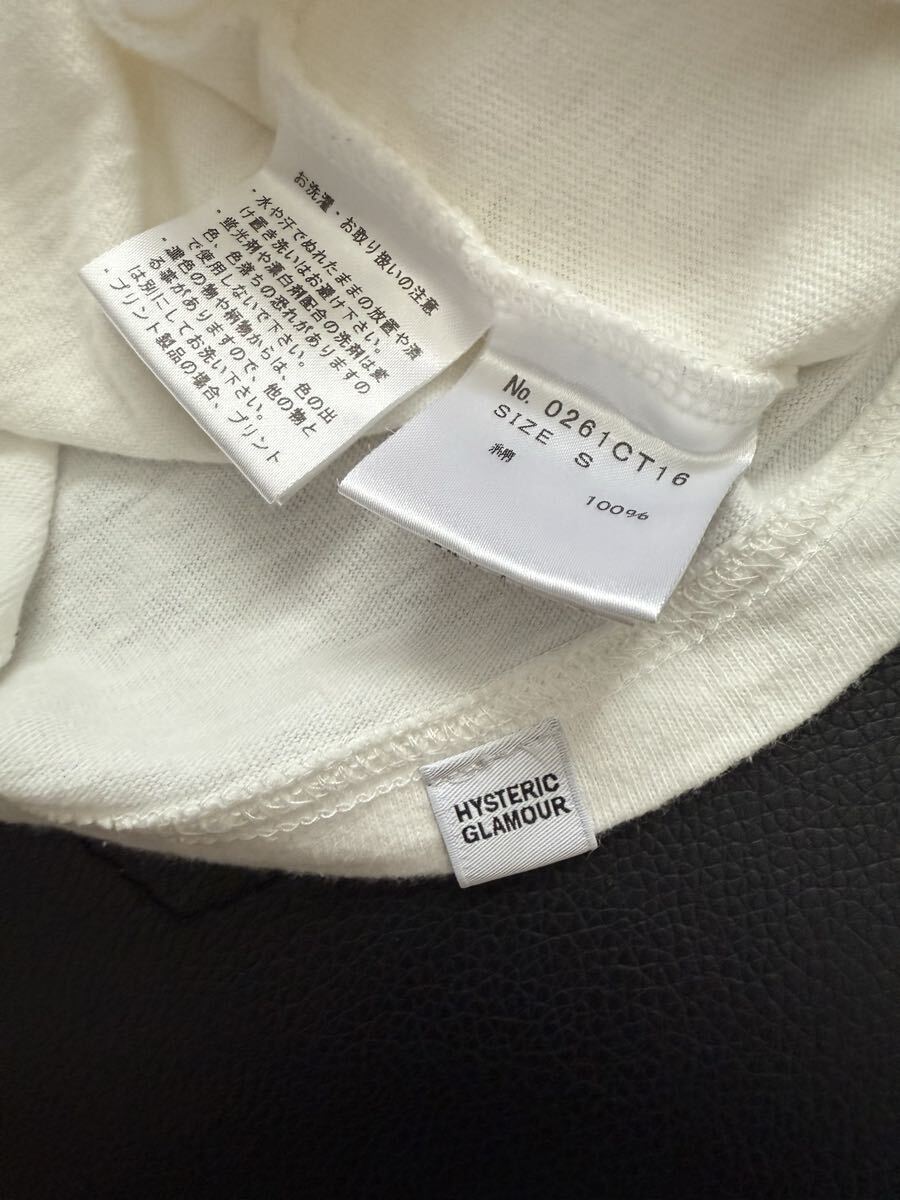 お洗濯・お取り扱いの注意
・水や汗でぬれたままの放置や漬
け置き洗いはお避け下さい。
・蛍光剤や漂白剤配合の洗剤は変
色、色落ちの恐れがありますの
で使用しないで下さい。
・濃色の物や柄物からは、色の出
る事がありますので、他の物と
は別にしてお洗い下さい。
・プリント製品の場合、プリント
No. 0261CT16
SIZE S
100%
HYSTERIC
GLAMOUR